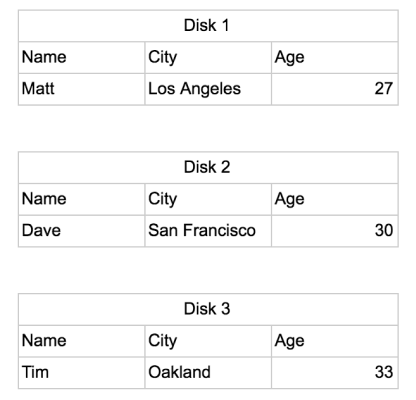 Disk 1
Name City Age
Matt Los Angeles 27
Disk 2
Name City Age
Dave San Francisco 30
Disk 3
Name City Age
Tim Oakland 33